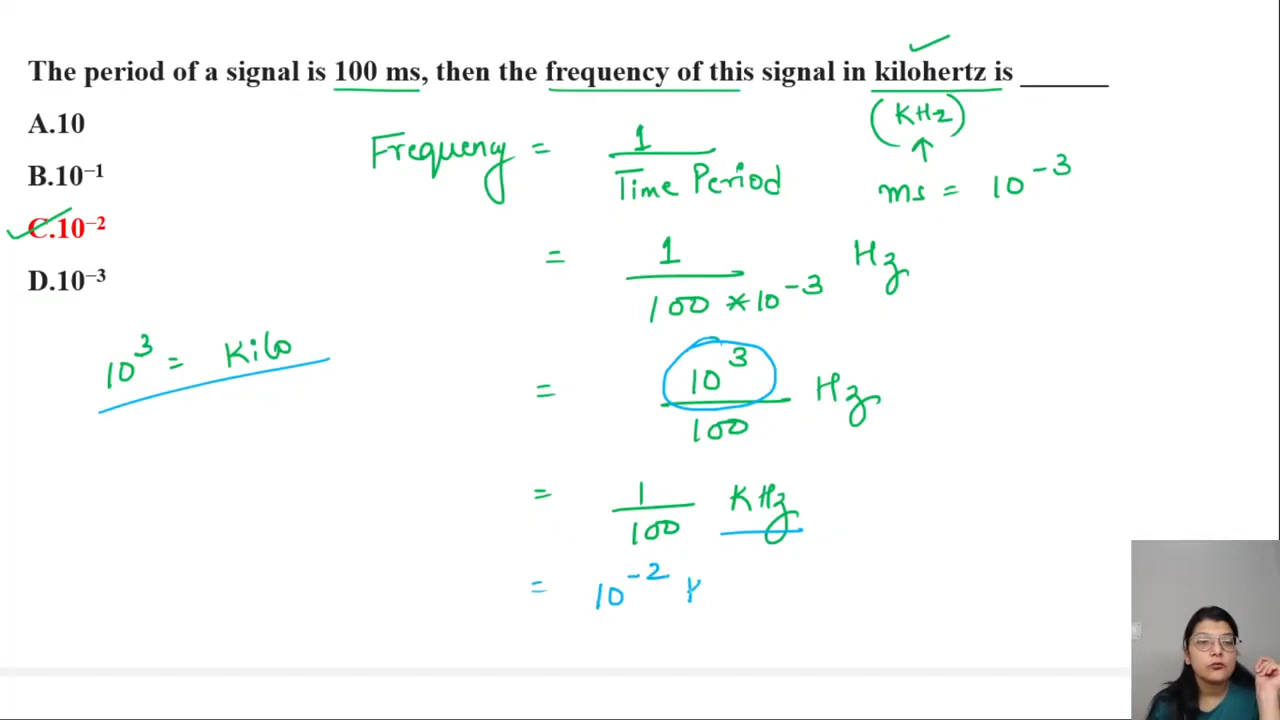 The period of a signal is 100 ms, then the frequency of this signal in kilohertz is ______
(KHz)
A.10
Frequency = 1 / Time Period
ms = 10⁻³
B.10⁻¹
C.10⁻²
= 1 / 100 * 10⁻³ Hz
D.10⁻³
10³ = Kilo
= 10³ / 100 Hz
= 1 / 100 KHz
= 10⁻² K